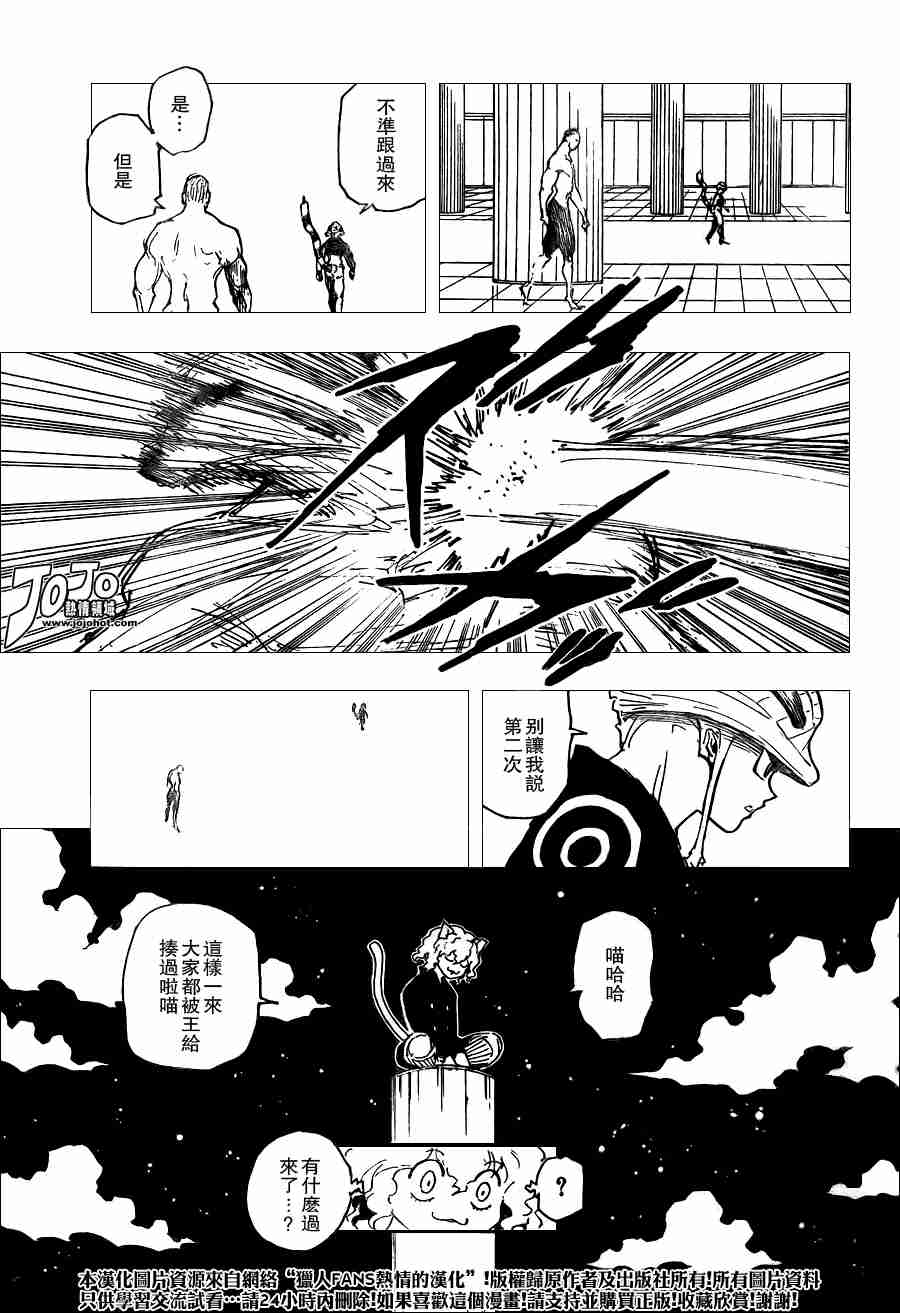 不準跟過來
是…
但是
ズ
ン
JOJO
熱情領域
www.jojohot.com
别讓我説
第二次
喵哈哈
這樣一來
大家都被王給
揍過啦喵
？
有什麽過
來了…？
本漢化圖片資源來自網絡“獵人FANS熱情的漢化”!版權歸原作者及出版社所有!所有圖片資料
只供學習交流試看…請24小時內刪除!如果喜歡這個漫畫!請支持並購買正版!收藏欣賞!謝謝!